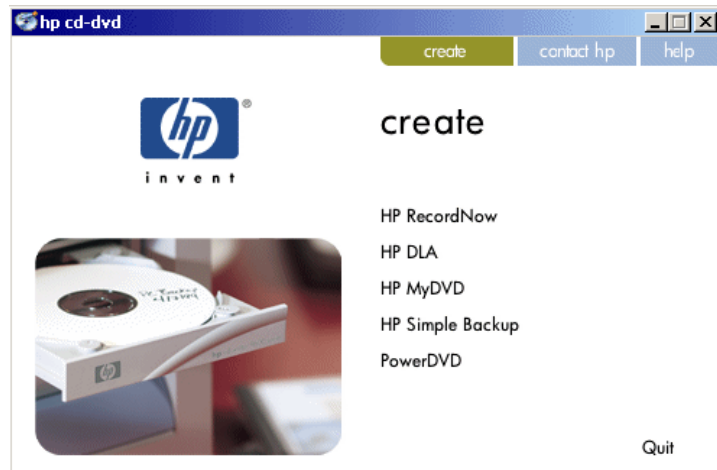 hp cd-dvd
create contact hp help
hp
®
invent
create
HP RecordNow
HP DLA
HP MyDVD
HP Simple Backup
PowerDVD
Quit